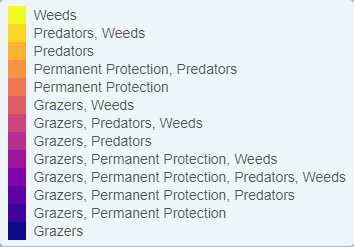 Weeds
Predators, Weeds
Predators
Permanent Protection, Predators
Permanent Protection
Grazers, Weeds
Grazers, Predators, Weeds
Grazers, Predators
Grazers, Permanent Protection, Weeds
Grazers, Permanent Protection, Predators, Weeds
Grazers, Permanent Protection, Predators
Grazers, Permanent Protection
Grazers